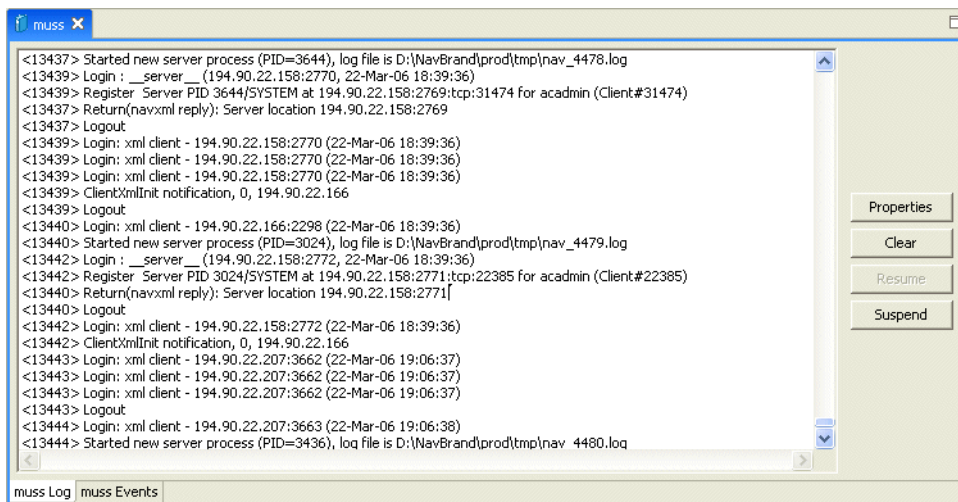 muss
<13437> Started new server process (PID=3644), log file is D:\NavBrand\prod\tmp\nav_4478.log
<13439> Login : __server__ (194.90.22.158:2770, 22-Mar-06 18:39:36)
<13439> Register  Server PID 3644/SYSTEM at 194.90.22.158:2769:tcp:31474 for acadmin (Client#31474)
<13437> Return(navxml reply): Server location 194.90.22.158:2769
<13437> Logout
<13439> Login: xml client - 194.90.22.158:2770 (22-Mar-06 18:39:36)
<13439> Login: xml client - 194.90.22.158:2770 (22-Mar-06 18:39:36)
<13439> Login: xml client - 194.90.22.158:2770 (22-Mar-06 18:39:36)
<13439> ClientXmlInit notification, 0, 194.90.22.166
<13439> Logout
<13440> Login: xml client - 194.90.22.166:2298 (22-Mar-06 18:39:36)
<13440> Started new server process (PID=3024), log file is D:\NavBrand\prod\tmp\nav_4479.log
<13442> Login : __server__ (194.90.22.158:2772, 22-Mar-06 18:39:36)
<13442> Register  Server PID 3024/SYSTEM at 194.90.22.158:2771:tcp:22385 for acadmin (Client#22385)
<13440> Return(navxml reply): Server location 194.90.22.158:2771
<13440> Logout
<13442> Login: xml client - 194.90.22.158:2772 (22-Mar-06 18:39:36)
<13442> ClientXmlInit notification, 0, 194.90.22.166
<13443> Login: xml client - 194.90.22.207:3662 (22-Mar-06 19:06:37)
<13443> Login: xml client - 194.90.22.207:3662 (22-Mar-06 19:06:37)
<13443> Login: xml client - 194.90.22.207:3662 (22-Mar-06 19:06:37)
<13443> Logout
<13444> Login: xml client - 194.90.22.207:3663 (22-Mar-06 19:06:38)
<13444> Started new server process (PID=3436), log file is D:\NavBrand\prod\tmp\nav_4480.log
Properties
Clear
Resume
Suspend
muss Log
muss Events